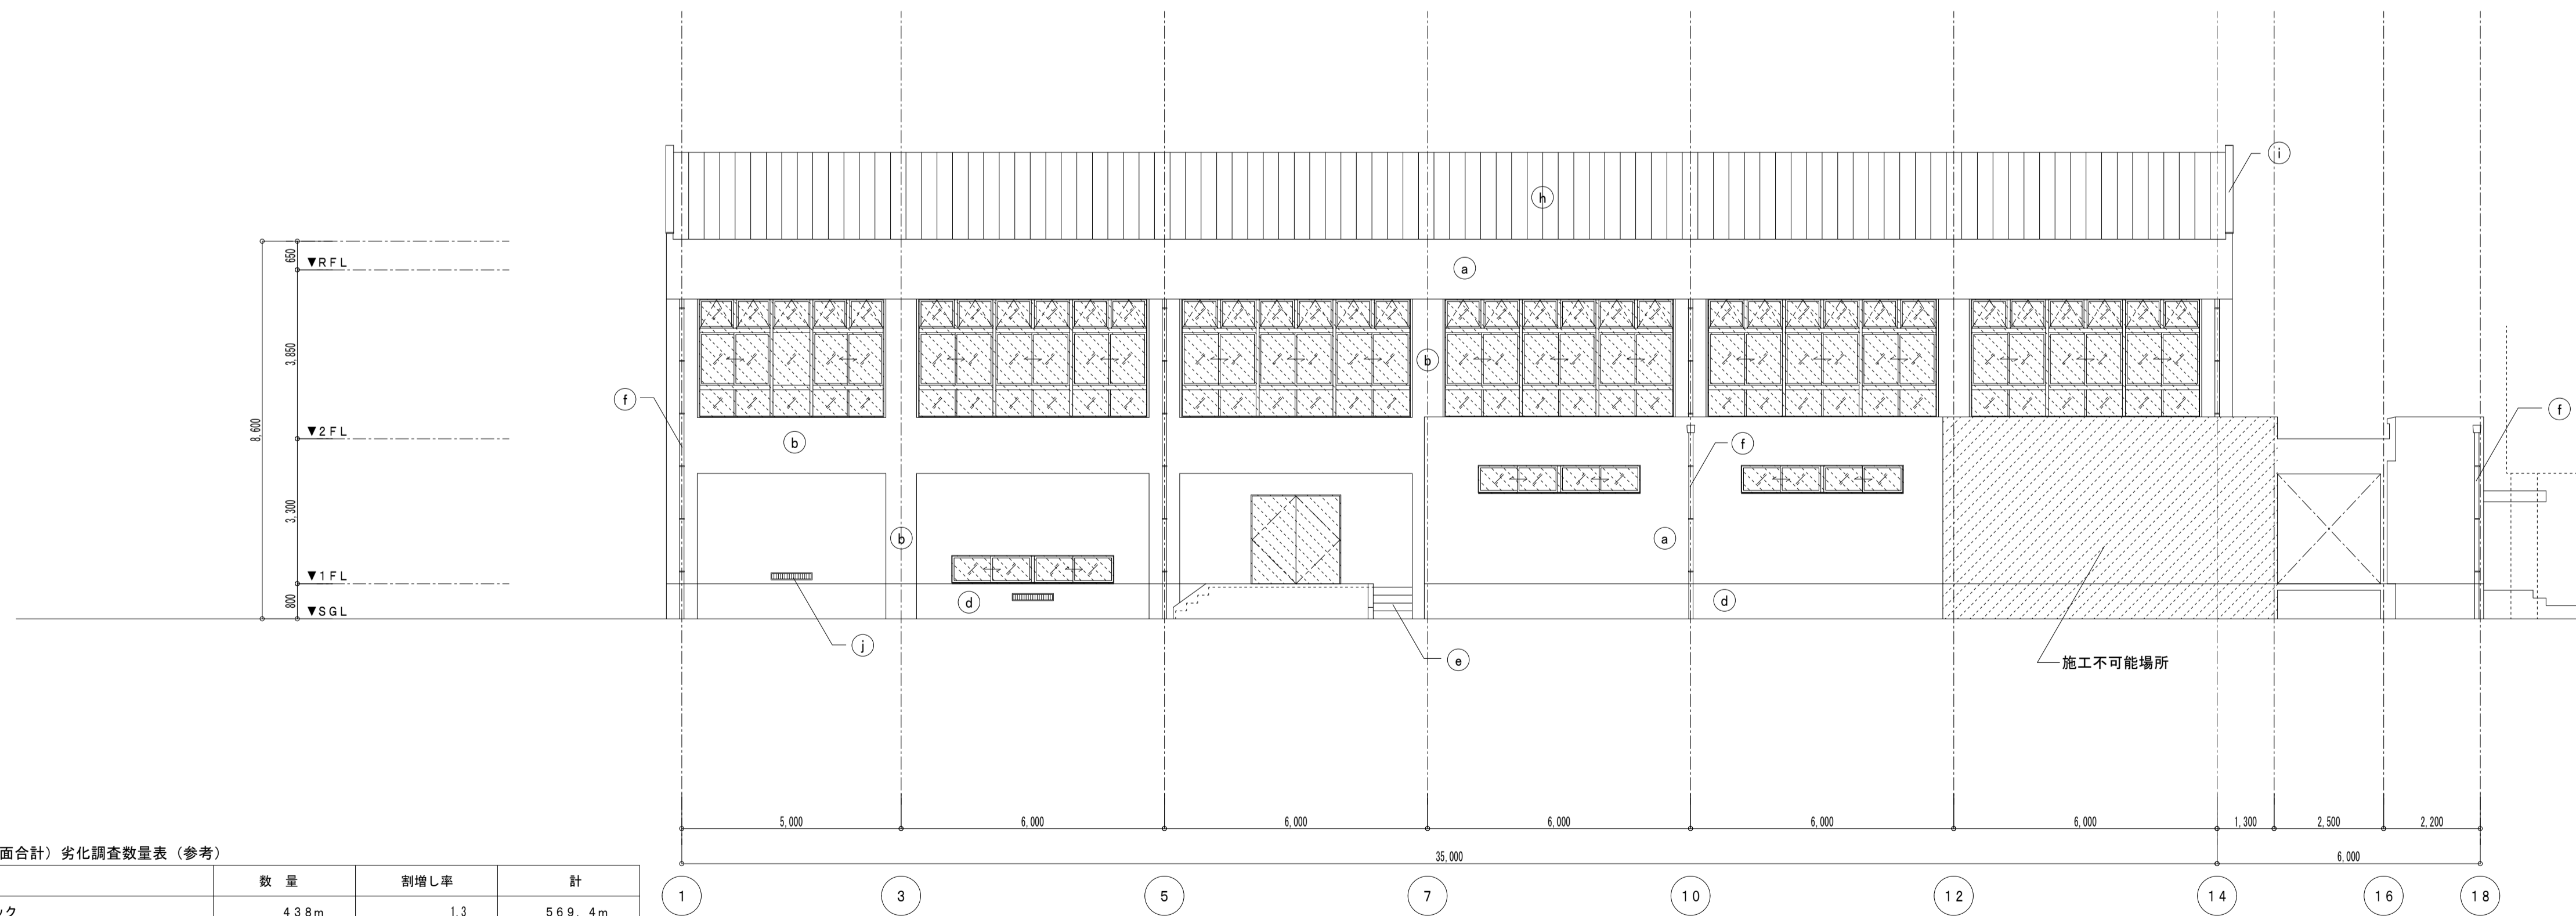 i
h
650
▼RFL
a
3,850
b
f
f
8,600
▼2FL
b
f
3,300
b
a
▼1FL
800
d
d
▼SGL
j
e
施工不可能場所
5,000
6,000
6,000
6,000
6,000
6,000
1,300
2,500
2,200
35,000
6,000
1
3
5
7
10
12
14
16
18
面合計）劣化調査数量表（参考）
数 量
割増し率
計
ック
438m
1.3
569.4m